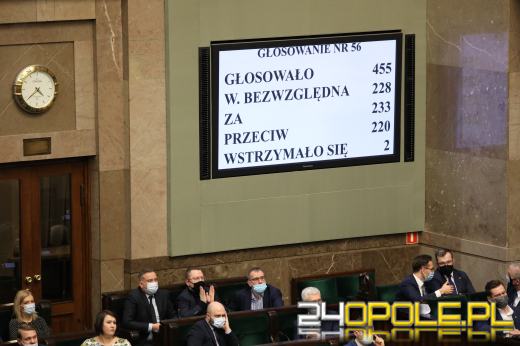 GŁOSOWANIE NR 56
GŁOSOWAŁO 455
W. BEZWZGLĘDNA 228
ZA 233
PRZECIW 220
WSTRZYMAŁO SIĘ 2
24OPOLE.PL